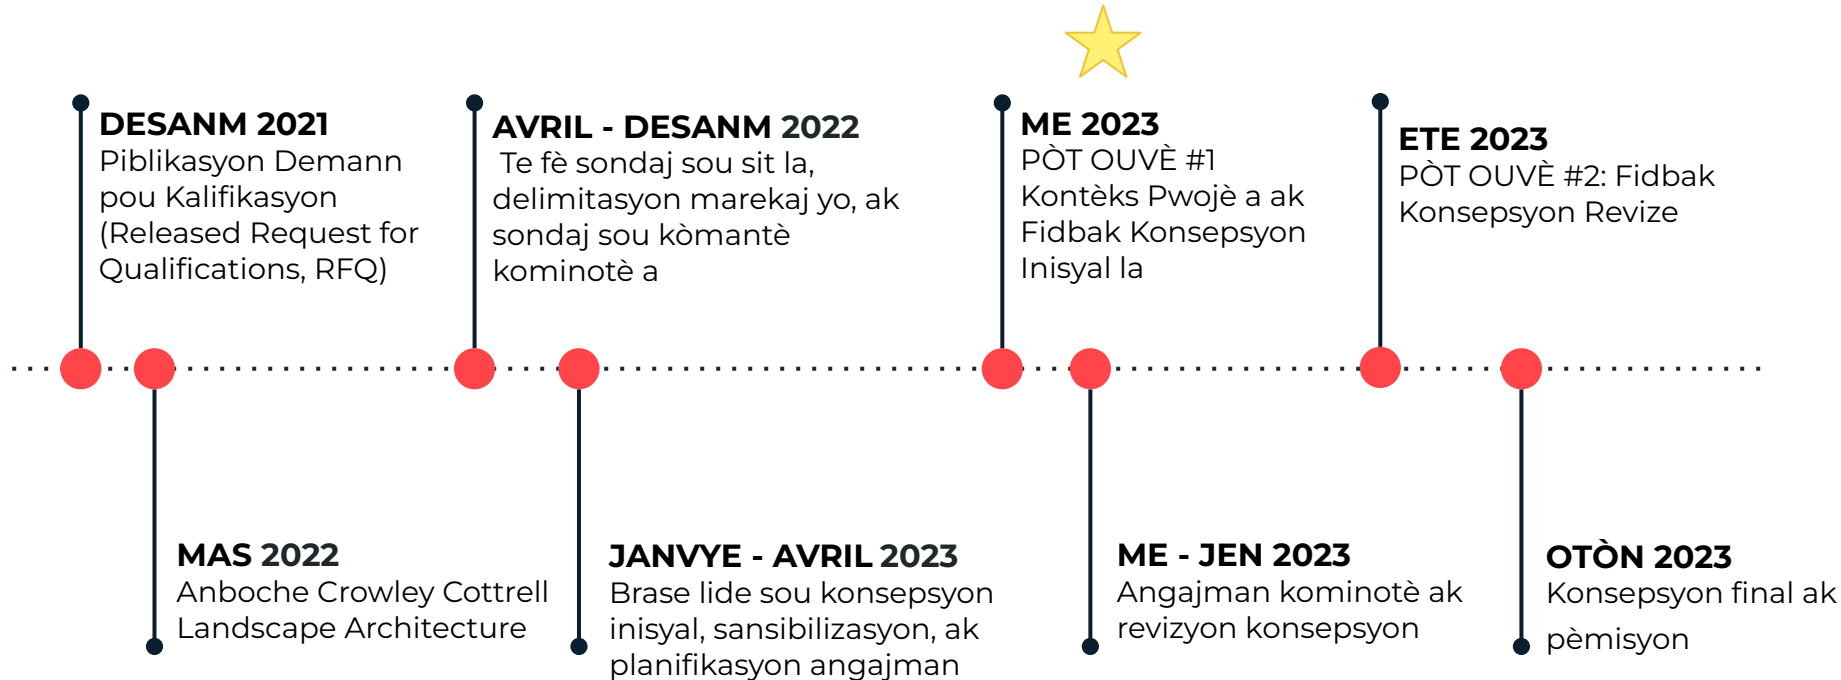 DESANM 2021
Piblikasyon Demann
pou Kalifikasyon
(Released Request for
Qualifications, RFQ)
MAS 2022
Anboche Crowley Cottrell
Landscape Architecture
AVRIL - DESANM 2022
Te fè sondaj sou sit la,
delimitasyon marekaj yo, ak
sondaj sou kòmantè
kominotè a
JANVYE - AVRIL 2023
Brase lide sou konsepsyon
inisyal, sansibilizasyon, ak
planifikasyon angajman
ME 2023
PÒT OUVÈ #1
Kontèks Pwojè a ak
Fidbak Konsepsyon
Inisyal la
ME - JEN 2023
Angajman kominotè ak
revizyon konsepsyon
ETE 2023
PÒT OUVÈ #2: Fidbak
Konsepsyon Revize
OTÒN 2023
Konsepsyon final ak
pèmisyon